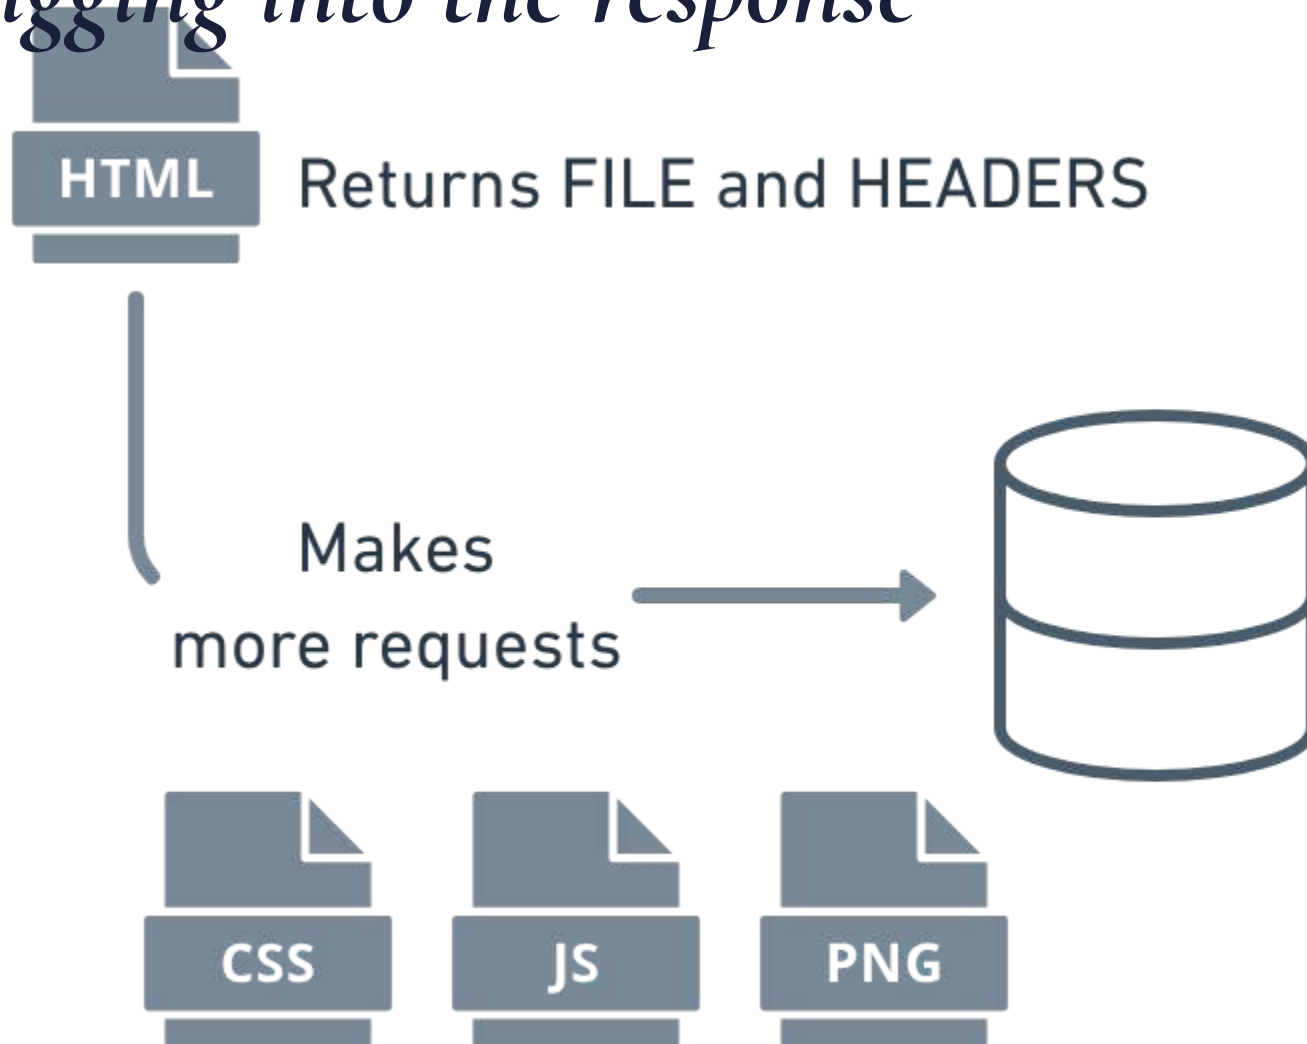 into the response
HTML
Returns FILE and HEADERS
Makes
more requests
CSS
JS
PNG